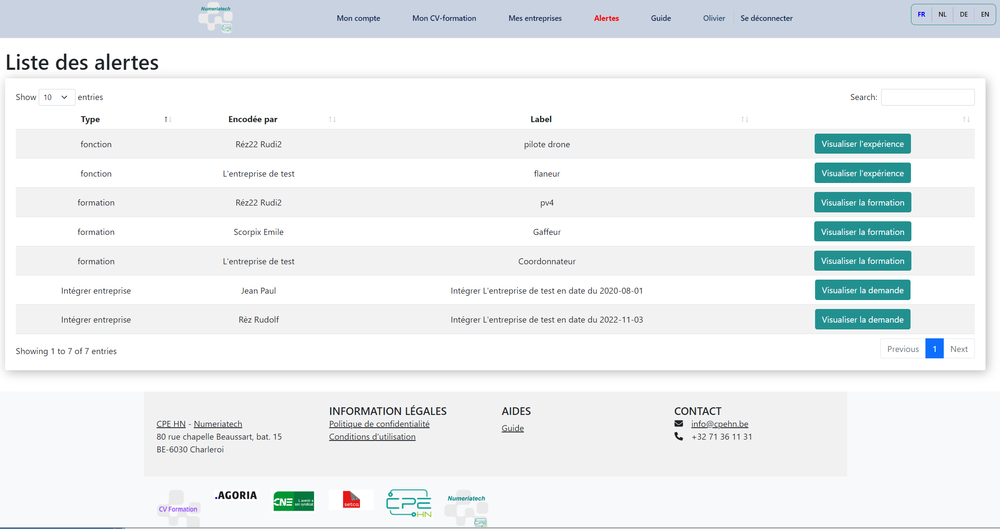 Numeriatech
CPE
Mon compte
Mon CV-formation
Mes entreprises
Alertes
Guide
Olivier
Se déconnecter
FR
NL
DE
EN
Liste des alertes
Show 10 entries
Search:
Type
Encodée par
Label
fonction
Réz22 Rudi2
pilote drone
Visualiser l'expérience
fonction
L'entreprise de test
flaneur
Visualiser l'expérience
formation
Réz22 Rudi2
pv4
Visualiser la formation
formation
Scorpix Emile
Gaffeur
Visualiser la formation
formation
L'entreprise de test
Coordonnateur
Visualiser la formation
Intégrer entreprise
Jean Paul
Intégrer L'entreprise de test en date du 2020-08-01
Visualiser la demande
Intégrer entreprise
Rèz Rudolf
Intégrer L'entreprise de test en date du 2022-11-03
Visualiser la demande
Showing 1 to 7 of 7 entries
Previous
1
Next
CPE HN - Numeriatech
80 rue chapelle Beaussart, bat. 15
BE-6030 Charleroi
INFORMATION LÉGALES
Politique de confidentialité
Conditions d'utilisation
AIDES
Guide
CONTACT
info@cpehn.be
+32 71 36 11 31
CV Formation
.AGORIA
CNE
L avenir a
son syndicat
setca
CPE
HN
Numeriatech
CPE